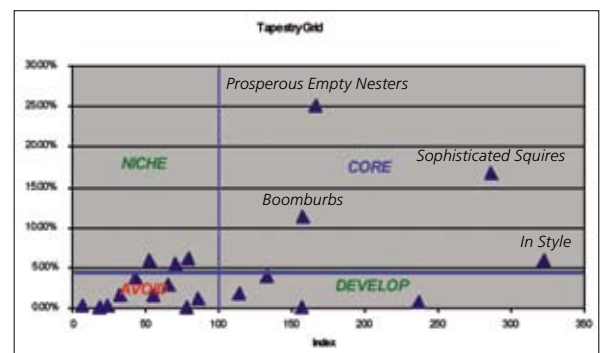 Tapestry Grid
30.00%
Prosperous Empty Nesters
25.00%
20.00%
Sophisticated Squires
NICHE
CORE
15.00%
Boomburbs
10.00%
In Style
5.00%
AVOID
DEVELOP
0.00%
0 50 100 150 200 250 300 350
Index